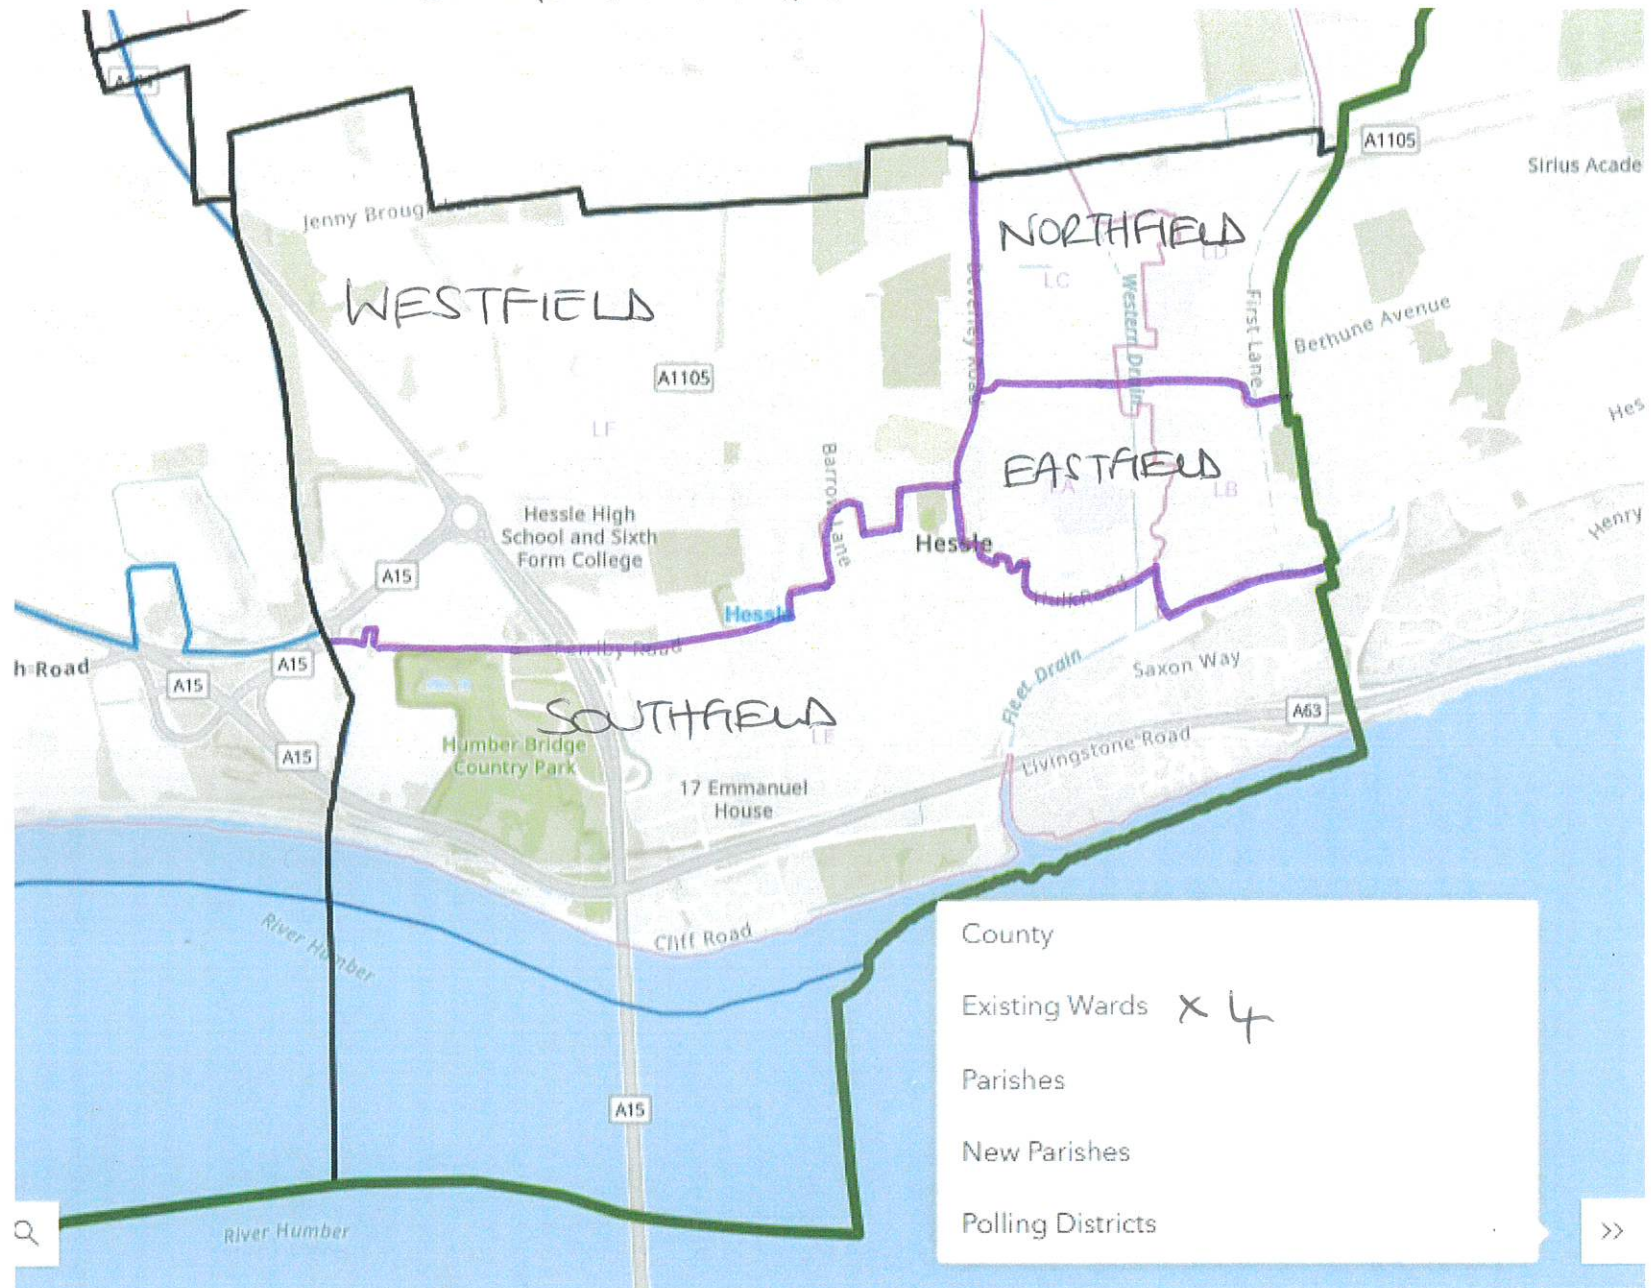 A1105
Sirius Acade
Jenny Broug
NORTHFIELD
LD
LC
WESTFIELD
Beverley Road
Western Drain
First Lane
Bethune Avenue
A1105
Hes
LF
Barrow Lane
EASTFIELD
LA
LB
Hessle High
School and Sixth
Form College
Hessle
Henry
A15
Hull Road
Hessle
Ferriby Road
h Road
A15
A15
Fleet Drain
Saxon Way
SOUTHFIELD
LE
A63
Humber Bridge
Country Park
A15
Livingstone Road
17 Emmanuel
House
River Humber
Cliff Road
County
Existing Wards × 4
Parishes
A15
New Parishes
Polling Districts
River Humber
>>